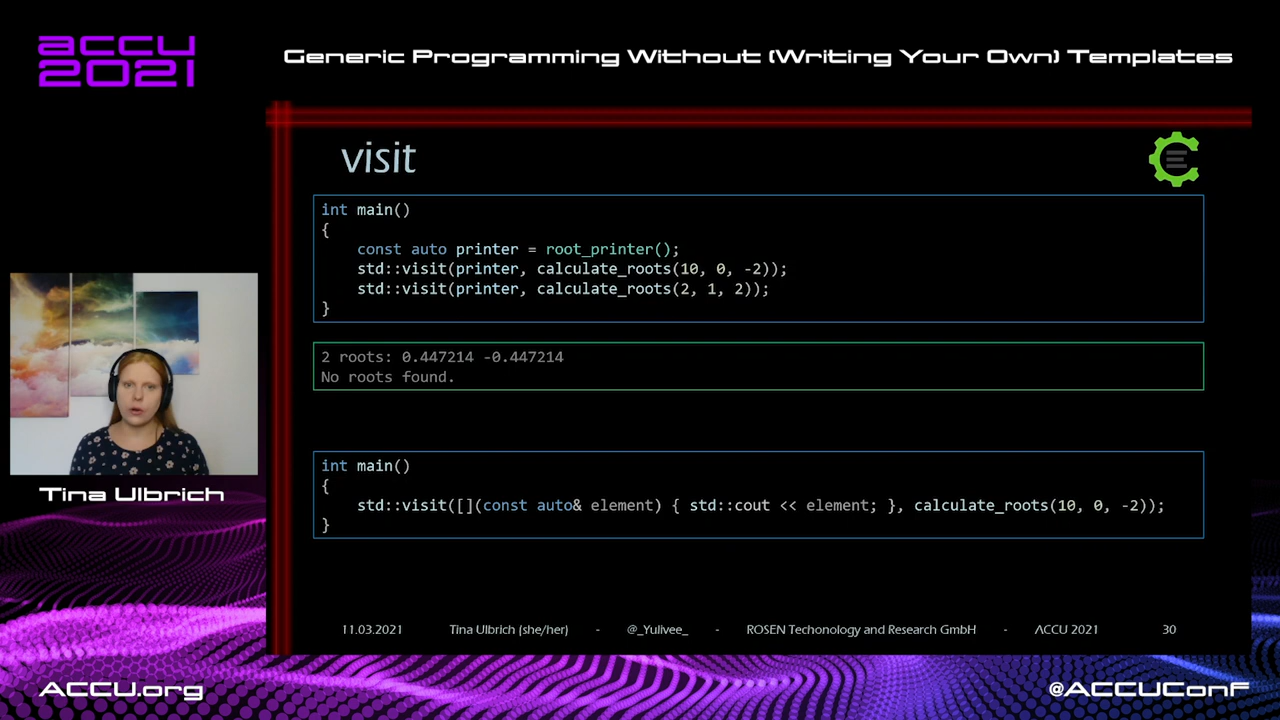 accu
2021
Generic Programming Without (Writing Your Own) Templates
visit
int main()
{
const auto printer = root_printer();
std::visit(printer, calculate_roots(10, 0, -2));
std::visit(printer, calculate_roots(2, 1, 2));
}
2 roots: 0.447214 -0.447214
No roots found.
int main()
{
std::visit([](const auto& element) { std::cout << element; }, calculate_roots(10, 0, -2));
}
Tina Ulbrich
11.03.2021 Tina Ulbrich (she/her) - @_Yulivee_ - ROSEN Techonology and Research GmbH - ACCU 2021 30
ACCU.org
@ACCUConf